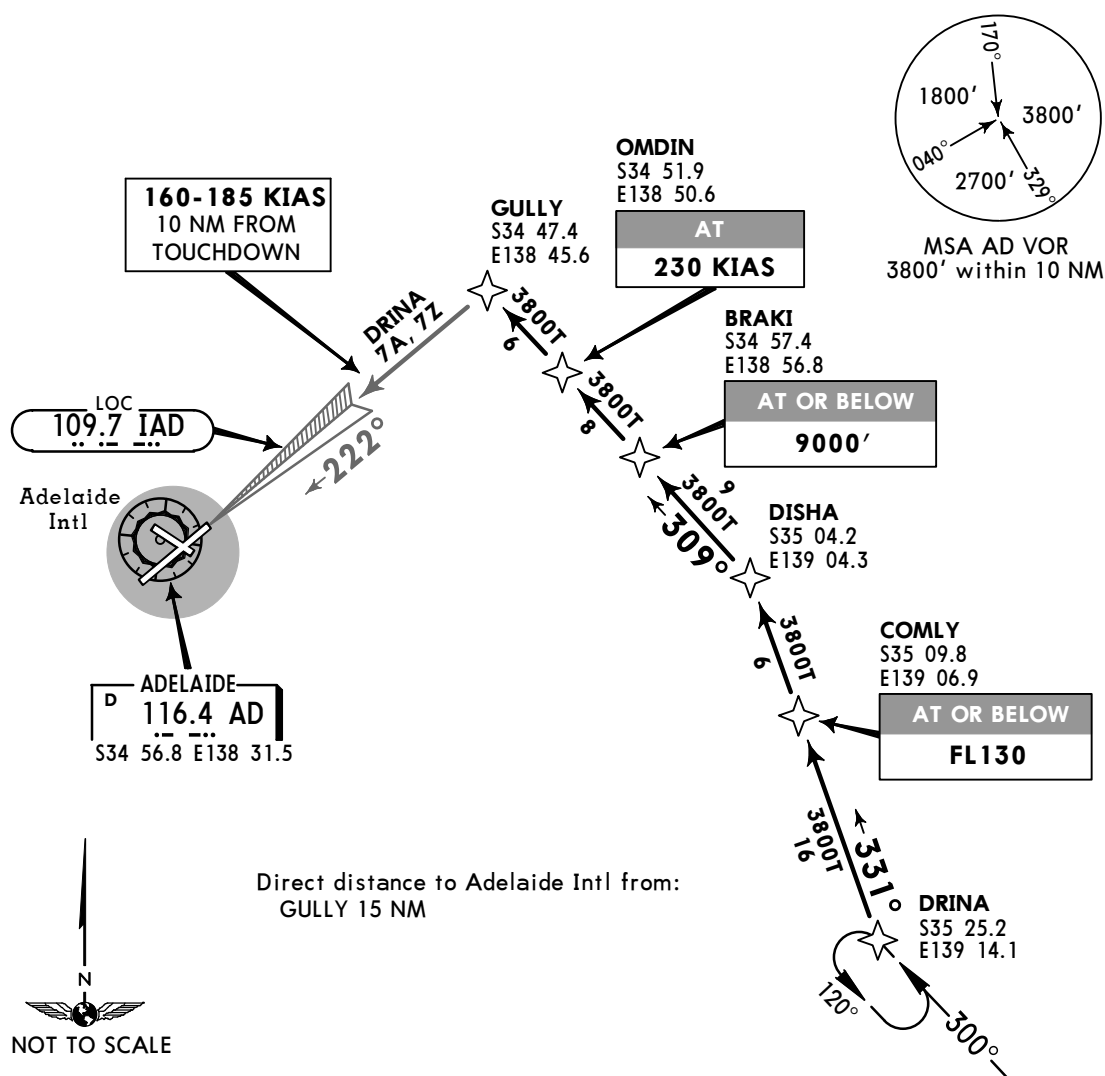 170°
1800'
3800'
040°
2700'
329°
MSA AD VOR
3800' within 10 NM
OMDIN
S34 51.9
E138 50.6
AT
230 KIAS
160-185 KIAS
10 NM FROM
TOUCHDOWN
GULLY
S34 47.4
E138 45.6
DRINA
7A, 7Z
3800T
6
BRAKI
S34 57.4
E138 56.8
AT OR BELOW
9000'
3800T
8
LOC
109.7 IAD
222°
Adelaide
Intl
9
3800T
309°
DISHA
S35 04.2
E139 04.3
3800T
6
COMLY
S35 09.8
E139 06.9
AT OR BELOW
FL130
D
ADELAIDE
116.4 AD
S34 56.8 E138 31.5
3800T
16
331°
Direct distance to Adelaide Intl from:
GULLY 15 NM
DRINA
S35 25.2
E139 14.1
120°
300°
N
NOT TO SCALE